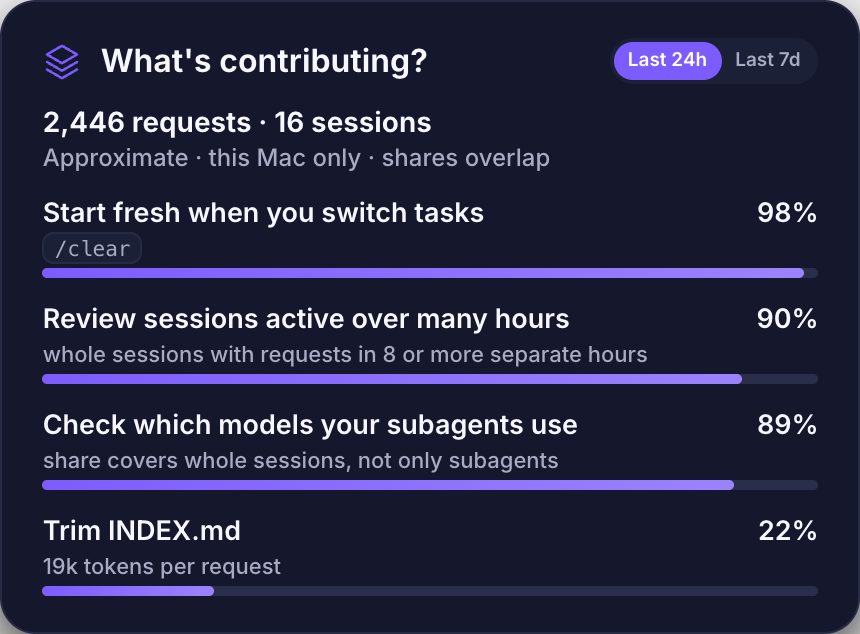 What's contributing?
Last 24h
Last 7d
2,446 requests · 16 sessions
Approximate · this Mac only · shares overlap
Start fresh when you switch tasks
98%
/clear
Review sessions active over many hours
90%
whole sessions with requests in 8 or more separate hours
Check which models your subagents use
89%
share covers whole sessions, not only subagents
Trim INDEX.md
22%
19k tokens per request